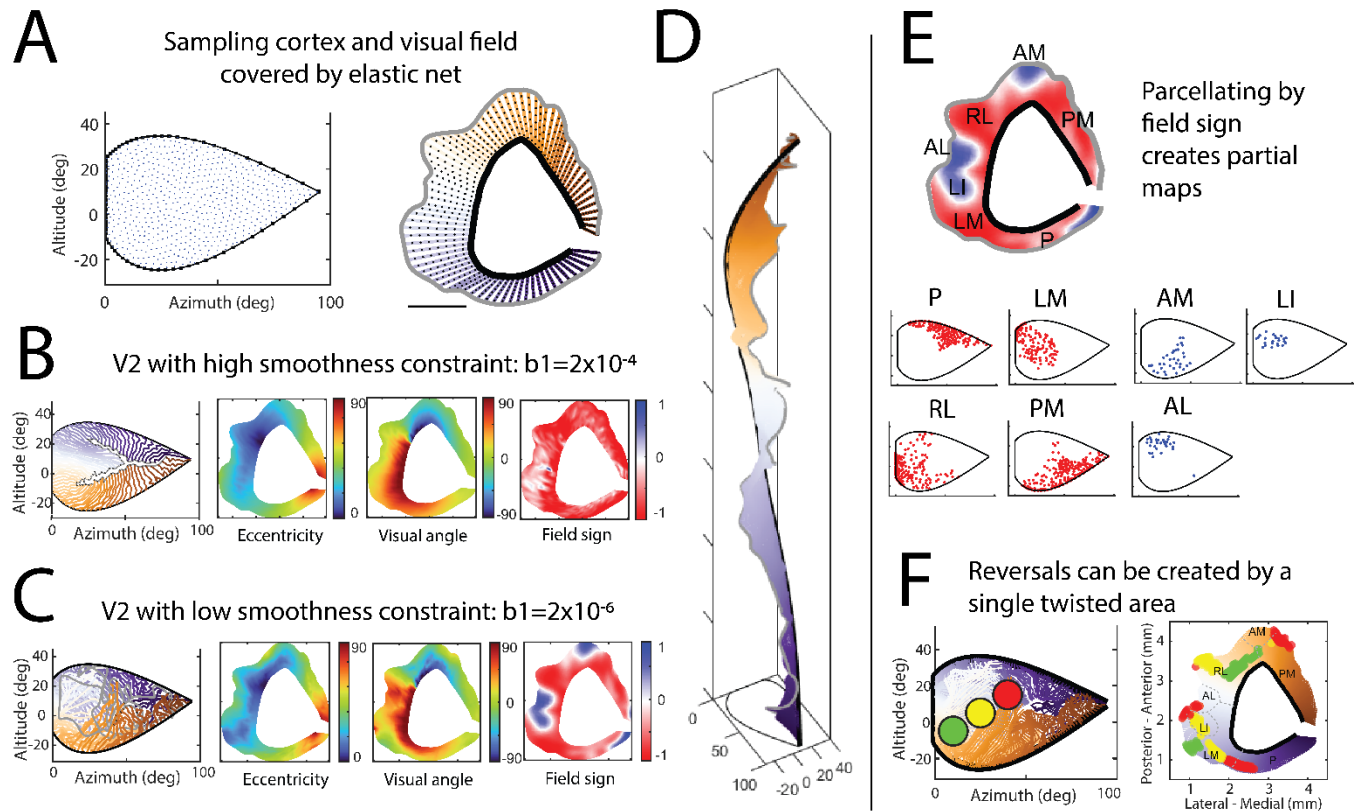 A
Sampling cortex and visual field
covered by elastic net
40
20
0
-20
Altitude (deg)
0
Azimuth (deg)
100
B
V2 with high smoothness constraint: b1=2x10⁻⁴
40
20
0
-20
Altitude (deg)
0
Azimuth (deg)
100
90
0
Eccentricity
90
-90
Visual angle
1
0
-1
Field sign
C
V2 with low smoothness constraint: b1=2x10⁻⁶
40
20
0
-20
Altitude (deg)
0
Azimuth (deg)
100
90
0
Eccentricity
90
-90
Visual angle
1
0
-1
Field sign
D
0
50
100
-20
0
20
40
E
AM
RL
PM
AL
LI
LM
P
Parcellating by
field sign
creates partial
maps
P
LM
AM
LI
RL
PM
AL
F
Reversals can be created by a
single twisted area
40
20
0
-20
Altitude (deg)
0
Azimuth (deg)
100
Posterior - Anterior (mm)
4
3
2
1
AM
RL
PM
AL
LI
LM
P
1
2
3
4
Lateral - Medial (mm)